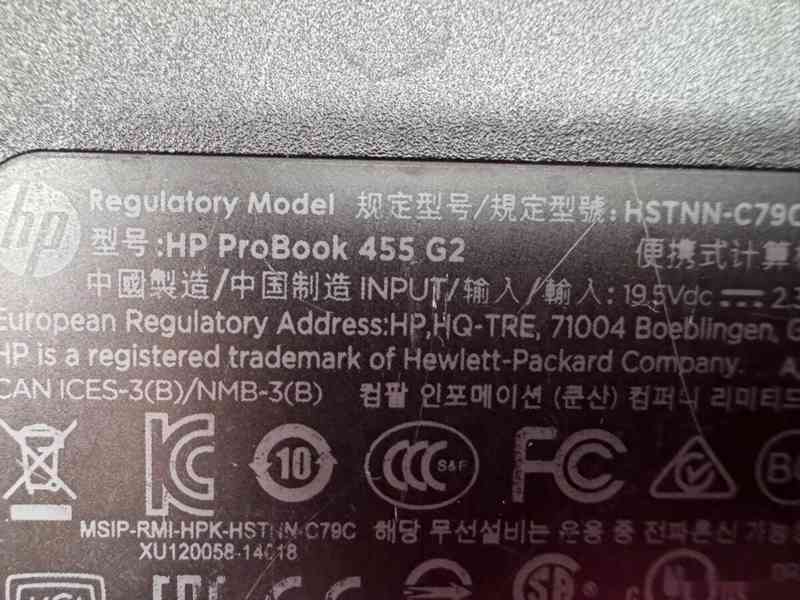 hp
Regulatory Model 规定型号/規定型號: HSTNN-C79C
型号:HP ProBook 455 G2 便携式计算
中國製造/中国制造 INPUT/输入/輸入: 19.5Vdc ⎓ 2.3
European Regulatory Address:HP,HQ-TRE, 71004 Boeblingen, G
HP is a registered trademark of Hewlett-Packard Company.
CAN ICES-3(B)/NMB-3(B) 컴팔 인포메이션 (쿤산) 컴퍼니 리미티드
10 CCC S&F FC
MSIP-RMI-HPK-HSTNN-C79C 해당 무선설비는 운용 중 전파혼신 가능
XU120058-14018